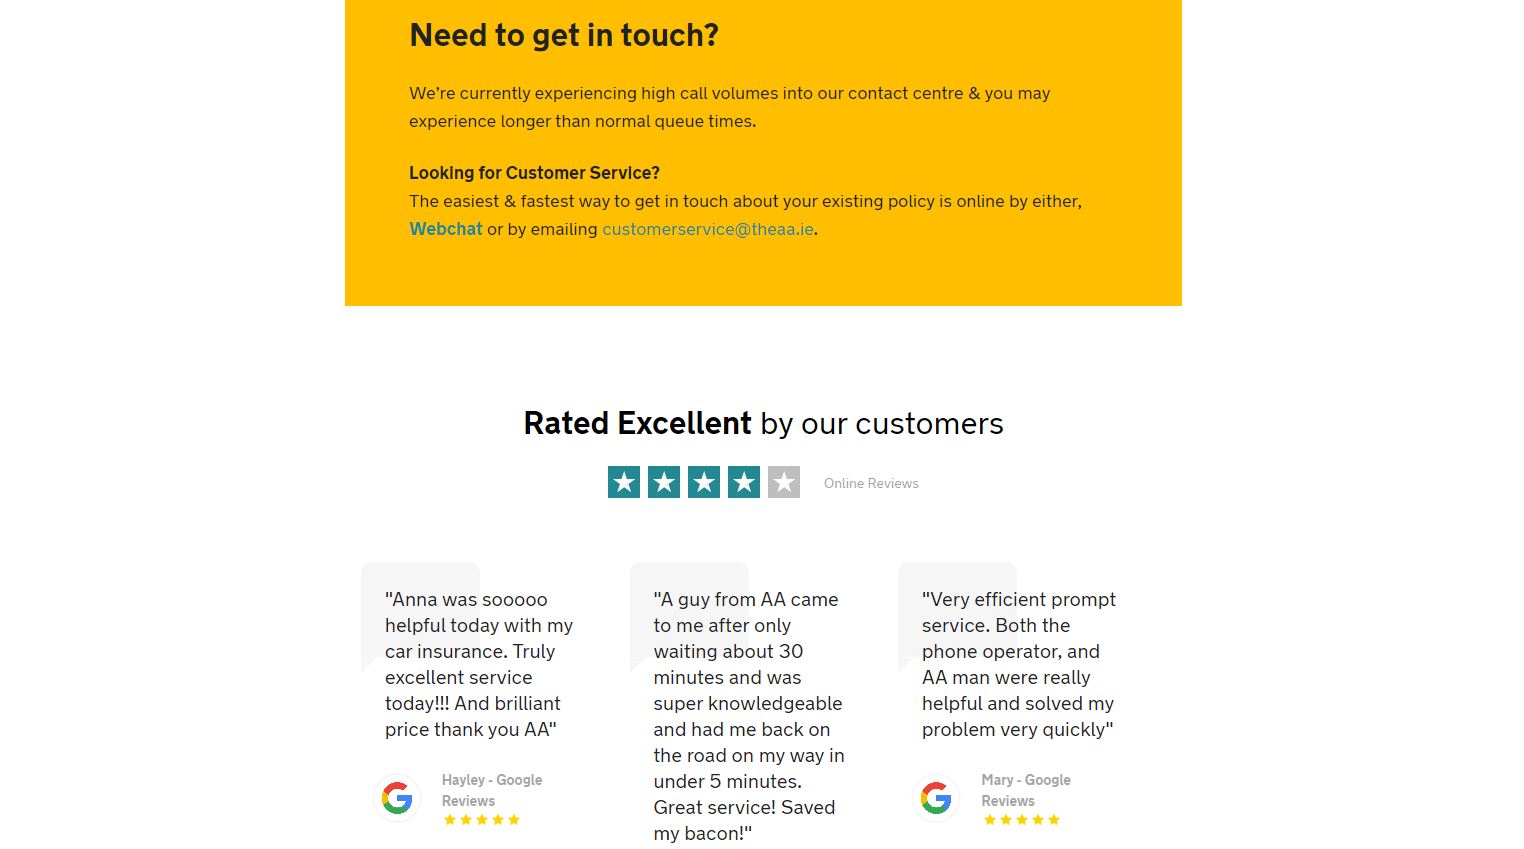 Need to get in touch?
We’re currently experiencing high call volumes into our contact centre & you may
experience longer than normal queue times.
Looking for Customer Service?
The easiest & fastest way to get in touch about your existing policy is online by either,
Webchat or by emailing customerservice@theaa.ie.
Rated Excellent by our customers
Online Reviews
"Anna was sooooo
helpful today with my
car insurance. Truly
excellent service
today!!! And brilliant
price thank you AA"
Hayley - Google
Reviews
"A guy from AA came
to me after only
waiting about 30
minutes and was
super knowledgeable
and had me back on
the road on my way in
under 5 minutes.
Great service! Saved
my bacon!"
"Very efficient prompt
service. Both the
phone operator, and
AA man were really
helpful and solved my
problem very quickly"
Mary - Google
Reviews